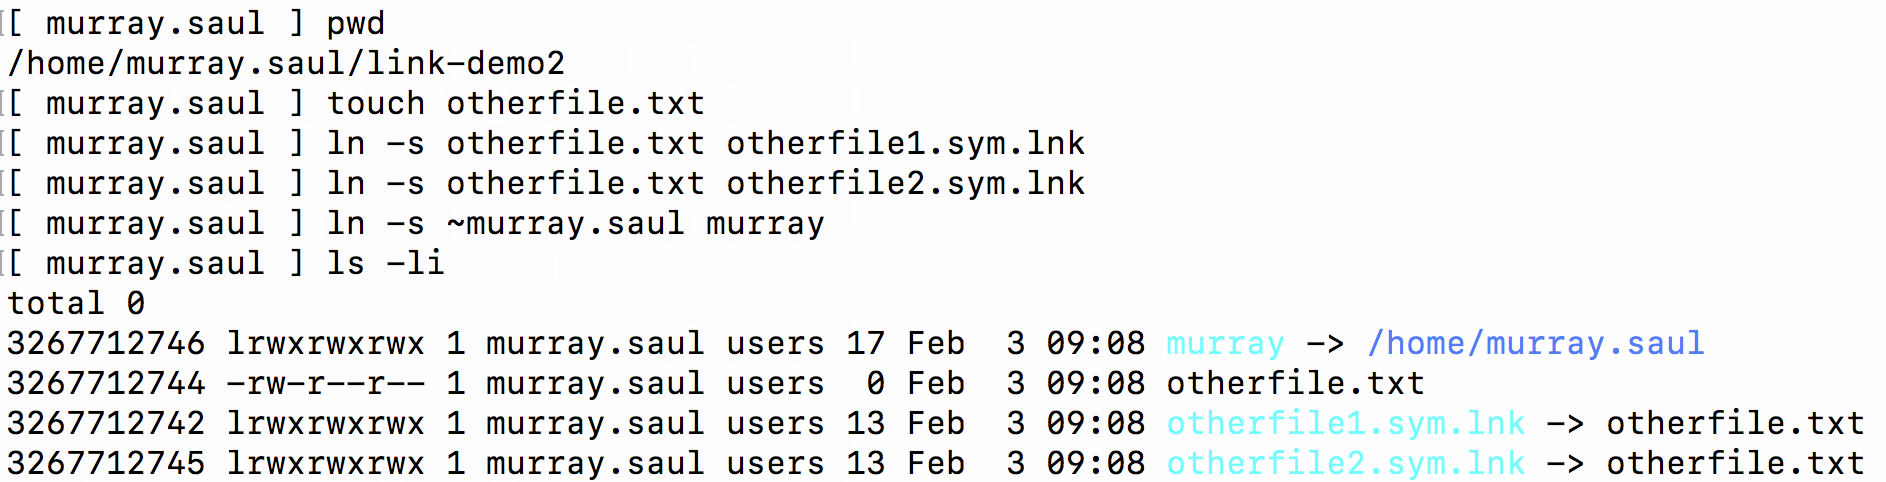 [ murray.saul ] pwd
/home/murray.saul/link-demo2
[ murray.saul ] touch otherfile.txt
[ murray.saul ] ln -s otherfile.txt otherfile1.sym.lnk
[ murray.saul ] ln -s otherfile.txt otherfile2.sym.lnk
[ murray.saul ] ln -s ~murray.saul murray
[ murray.saul ] ls -li
total 0
3267712746 lrwxrwxrwx 1 murray.saul users 17 Feb  3 09:08 murray -> /home/murray.saul
3267712744 -rw-r--r-- 1 murray.saul users  0 Feb  3 09:08 otherfile.txt
3267712742 lrwxrwxrwx 1 murray.saul users 13 Feb  3 09:08 otherfile1.sym.lnk -> otherfile.txt
3267712745 lrwxrwxrwx 1 murray.saul users 13 Feb  3 09:08 otherfile2.sym.lnk -> otherfile.txt